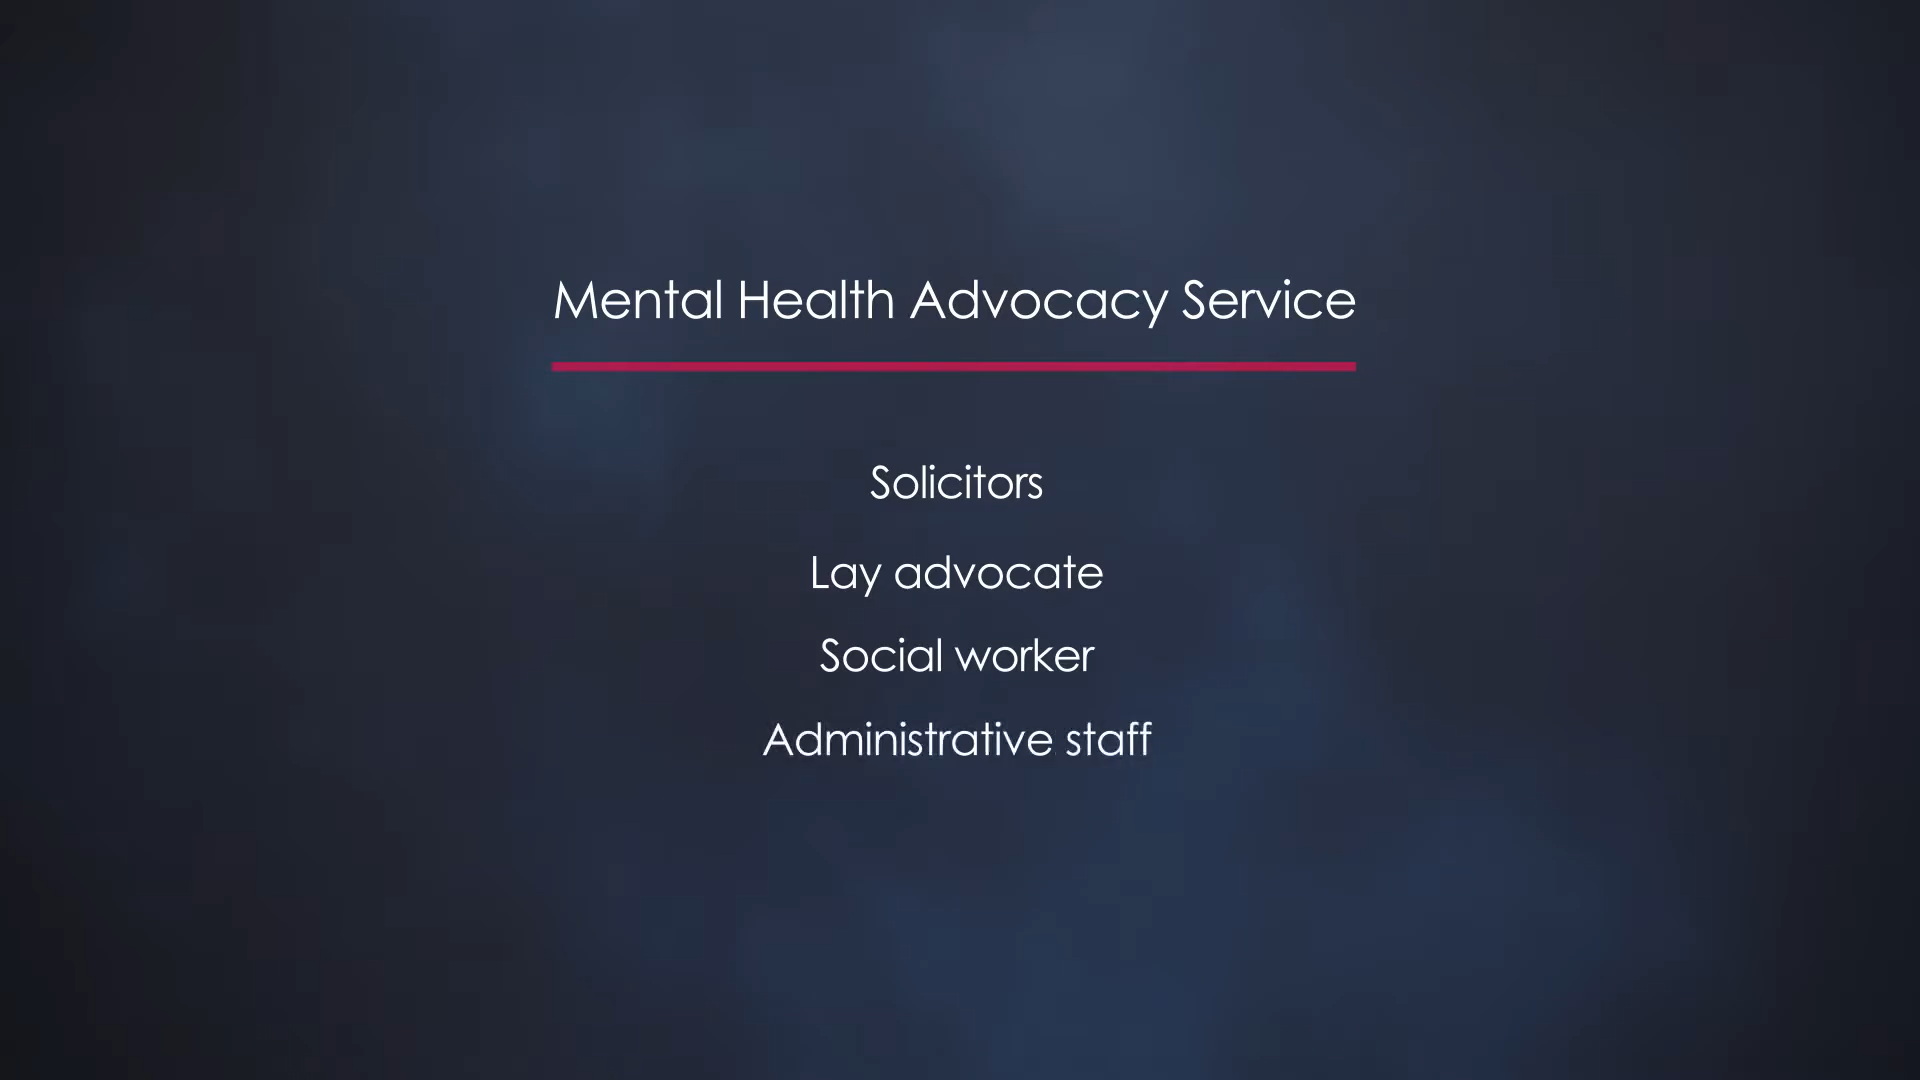 Mental Health Advocacy Service
Solicitors
Lay advocate
Social worker
Administrative staff